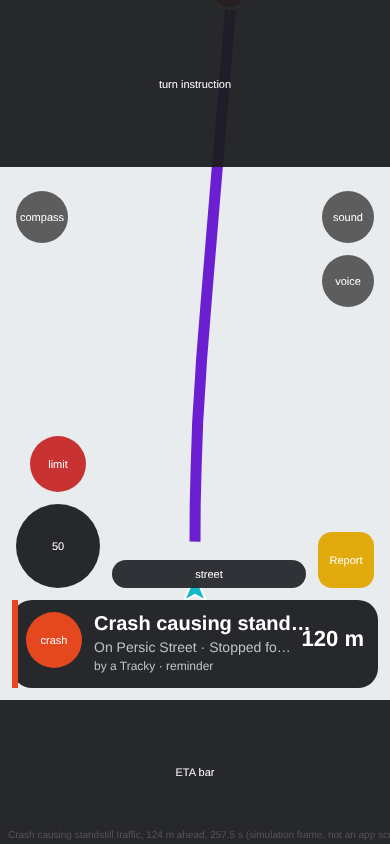 turn instruction
compass
sound
voice
limit
50
Report
street
crash
Crash causing stand…
120 m
On Persic Street · Stopped fo…
by a Tracky · reminder
ETA bar
Crash causing standstill traffic, 124 m ahead, 257.5 s (simulation frame, not an app scr